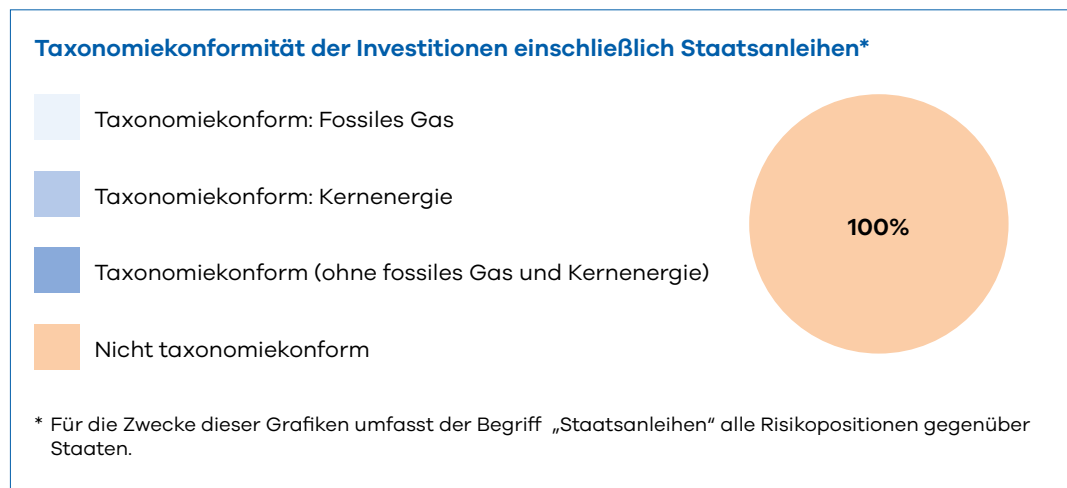 Taxonomiekonformität der Investitionen einschließlich Staatsanleihen*
Taxonomiekonform: Fossiles Gas
Taxonomiekonform: Kernenergie
Taxonomiekonform (ohne fossiles Gas und Kernenergie)
Nicht taxonomiekonform
100%
* Für die Zwecke dieser Grafiken umfasst der Begriff „Staatsanleihen“ alle Risikopositionen gegenüber
Staaten.